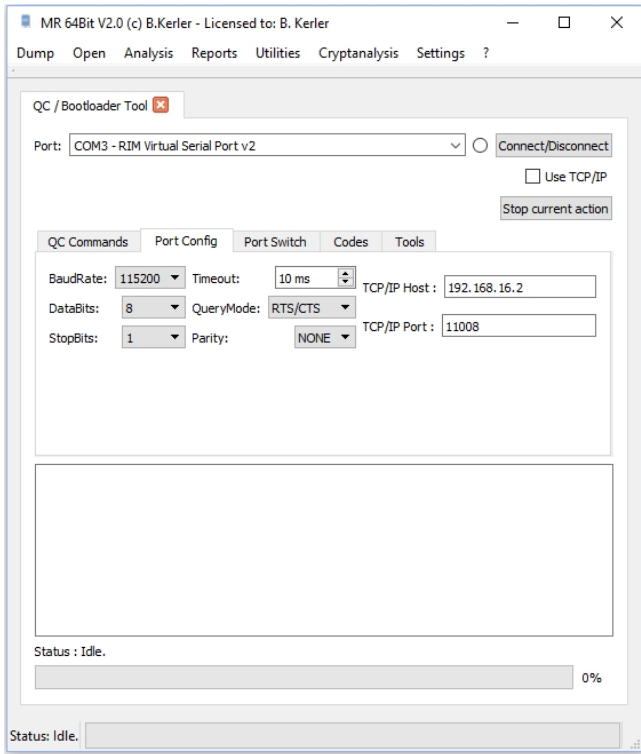 MR 64Bit V2.0 (c) B.Kerler - Licensed to: B. Kerler
Dump Open Analysis Reports Utilities Cryptanalysis Settings ?
QC / Bootloader Tool
Port: COM3 - RIM Virtual Serial Port v2 Connect/Disconnect
Use TCP/IP
Stop current action
QC Commands Port Config Port Switch Codes Tools
BaudRate: 115200 Timeout: 10 ms TCP/IP Host : 192.168.16.2
DataBits: 8 QueryMode: RTS/CTS TCP/IP Port : 11008
StopBits: 1 Parity: NONE
Status : Idle.
0%
Status: Idle.